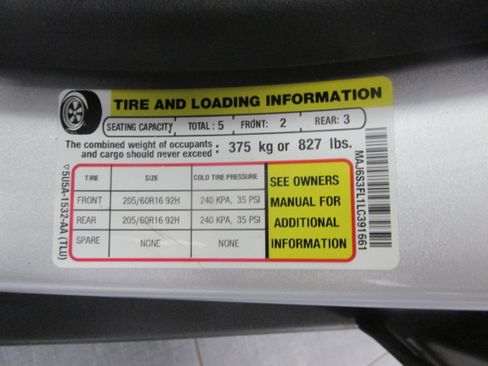 TIRE AND LOADING INFORMATION
SEATING CAPACITY TOTAL : 5 FRONT: 2 REAR: 3
The combined weight of occupants
and cargo should never exceed : 375 kg or 827 lbs.
TIRE SIZE COLD TIRE PRESSURE
FRONT 205/60R16 92H 240 KPA, 35 PSI
REAR 205/60R16 92H 240 KPA, 35 PSI
SPARE NONE NONE
SEE OWNERS
MANUAL FOR
ADDITIONAL
INFORMATION
▽5U5A-1532-AA (TLU)
MAJ6S3FL1LC391661